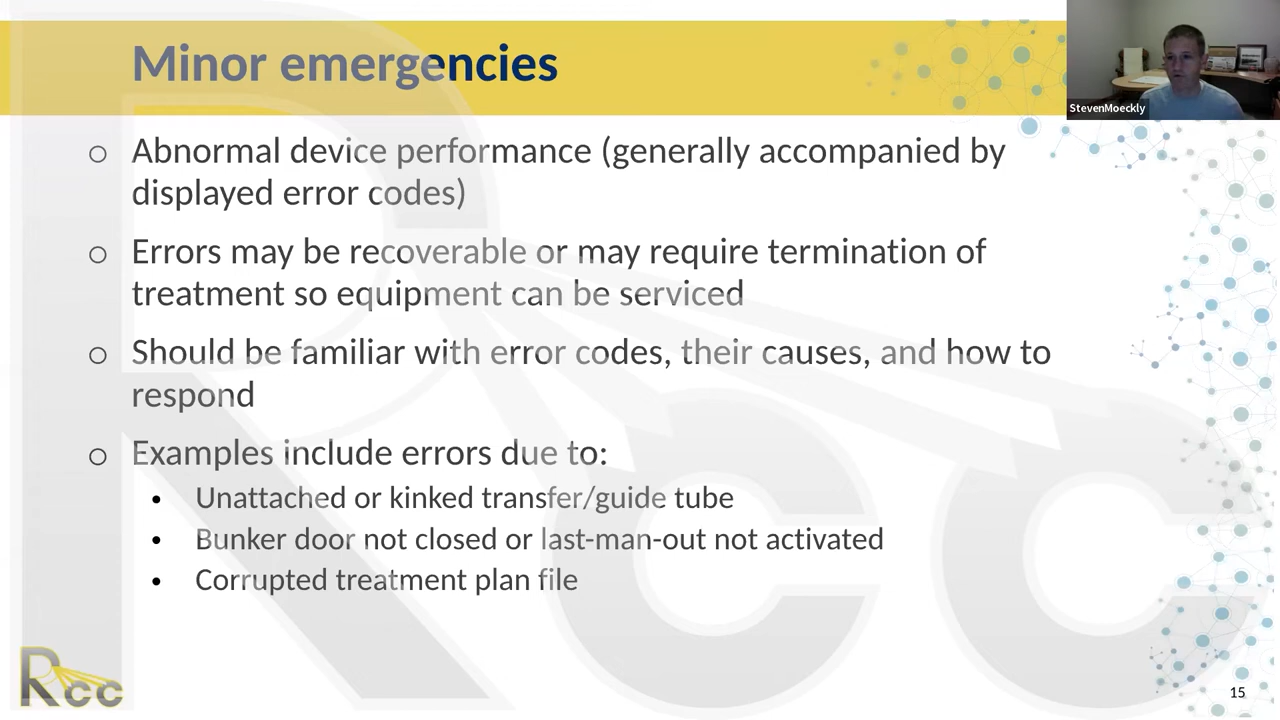 Minor emergencies
StevenMoeckly
○ Abnormal device performance (generally accompanied by
displayed error codes)
○ Errors may be recoverable or may require termination of
treatment so equipment can be serviced
○ Should be familiar with error codes, their causes, and how to
respond
○ Examples include errors due to:
• Unattached or kinked transfer/guide tube
• Bunker door not closed or last-man-out not activated
• Corrupted treatment plan file
Rcc
Rcc
15